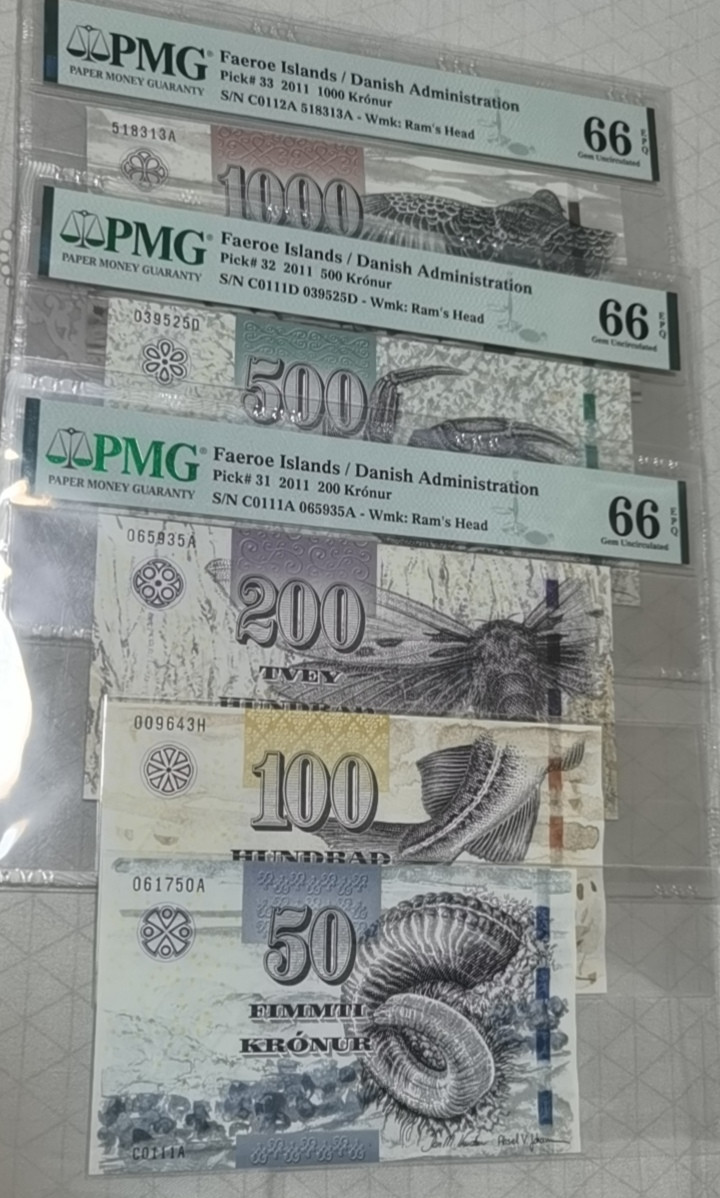 PMG
PAPER MONEY GUARANTY
Faeroe Islands / Danish Administration
Pick# 33 2011 1000 Krónur
S/N C0112A 518313A - Wmk: Ram's Head
66
EPQ
Gem Uncirculated
518313A
1000
PMG
PAPER MONEY GUARANTY
Faeroe Islands / Danish Administration
Pick# 32 2011 500 Krónur
S/N C0111D 039525D - Wmk: Ram's Head
66
EPQ
Gem Uncirculated
039525D
500
PMG
PAPER MONEY GUARANTY
Faeroe Islands / Danish Administration
Pick# 31 2011 200 Krónur
S/N C0111A 065935A - Wmk: Ram's Head
66
EPQ
Gem Uncirculated
065935A
200
TVEY
009643H
100
HUNDRAÐ
061750A
50
FIMMTI
KRÓNUR
C0111A